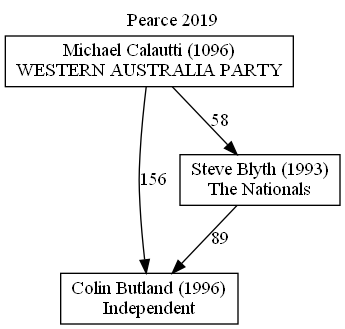 Pearce 2019
Michael Calautti (1096)
WESTERN AUSTRALIA PARTY
58
Steve Blyth (1993)
The Nationals
156
89
Colin Butland (1996)
Independent